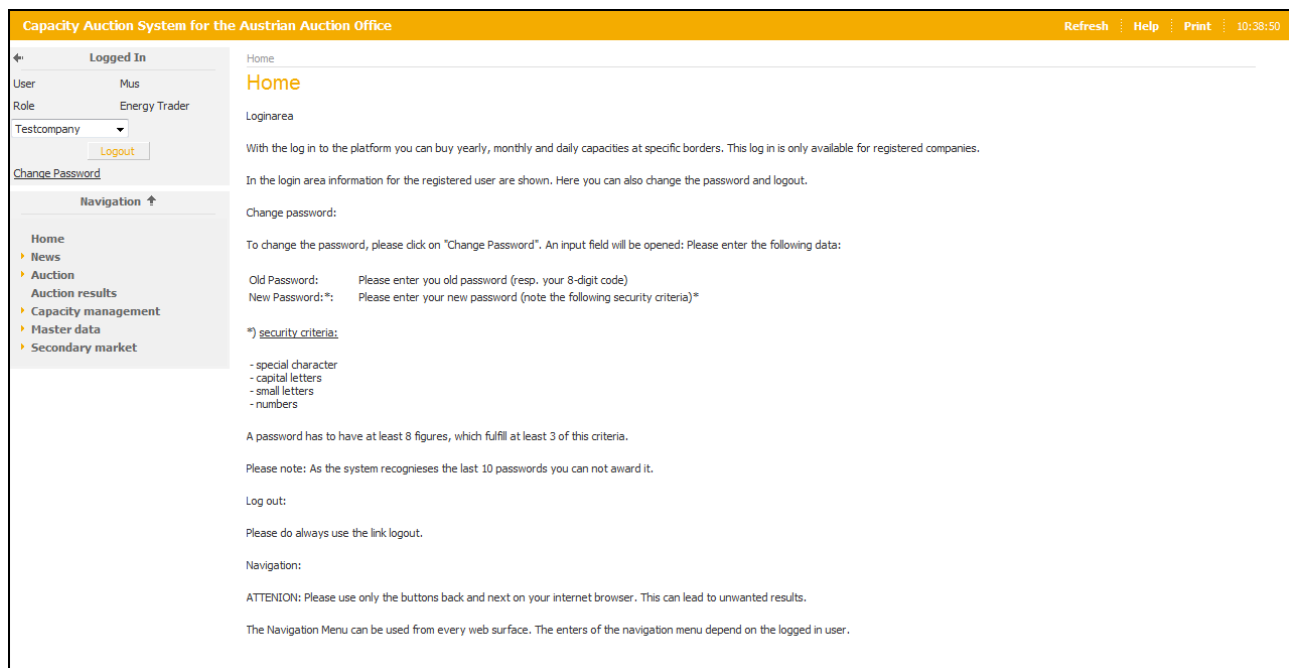 Capacity Auction System for the Austrian Auction Office Refresh Help Print 10:38:50
Logged In
User Mus
Role Energy Trader
Testcompany
Logout
Change Password
Navigation
Home
News
Auction
Auction results
Capacity management
Master data
Secondary market
Home
Home
Loginarea
With the log in to the platform you can buy yearly, monthly and daily capacities at specific borders. This log in is only available for registered companies.
In the login area information for the registered user are shown. Here you can also change the password and logout.
Change password:
To change the password, please click on "Change Password". An input field will be opened: Please enter the following data:
Old Password: Please enter you old password (resp. your 8-digit code)
New Password:*: Please enter your new password (note the following security criteria)*
*) security criteria:
- special character
- capital letters
- small letters
- numbers
A password has to have at least 8 figures, which fulfill at least 3 of this criteria.
Please note: As the system recognieses the last 10 passwords you can not award it.
Log out:
Please do always use the link logout.
Navigation:
ATTENION: Please use only the buttons back and next on your internet browser. This can lead to unwanted results.
The Navigation Menu can be used from every web surface. The enters of the navigation menu depend on the logged in user.